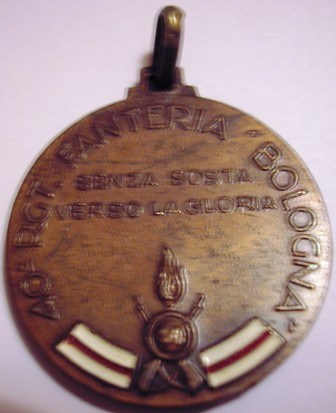 40° RGT. FANTERIA "BOLOGNA"
SENZA SOSTA
VERSO LA GLORIA